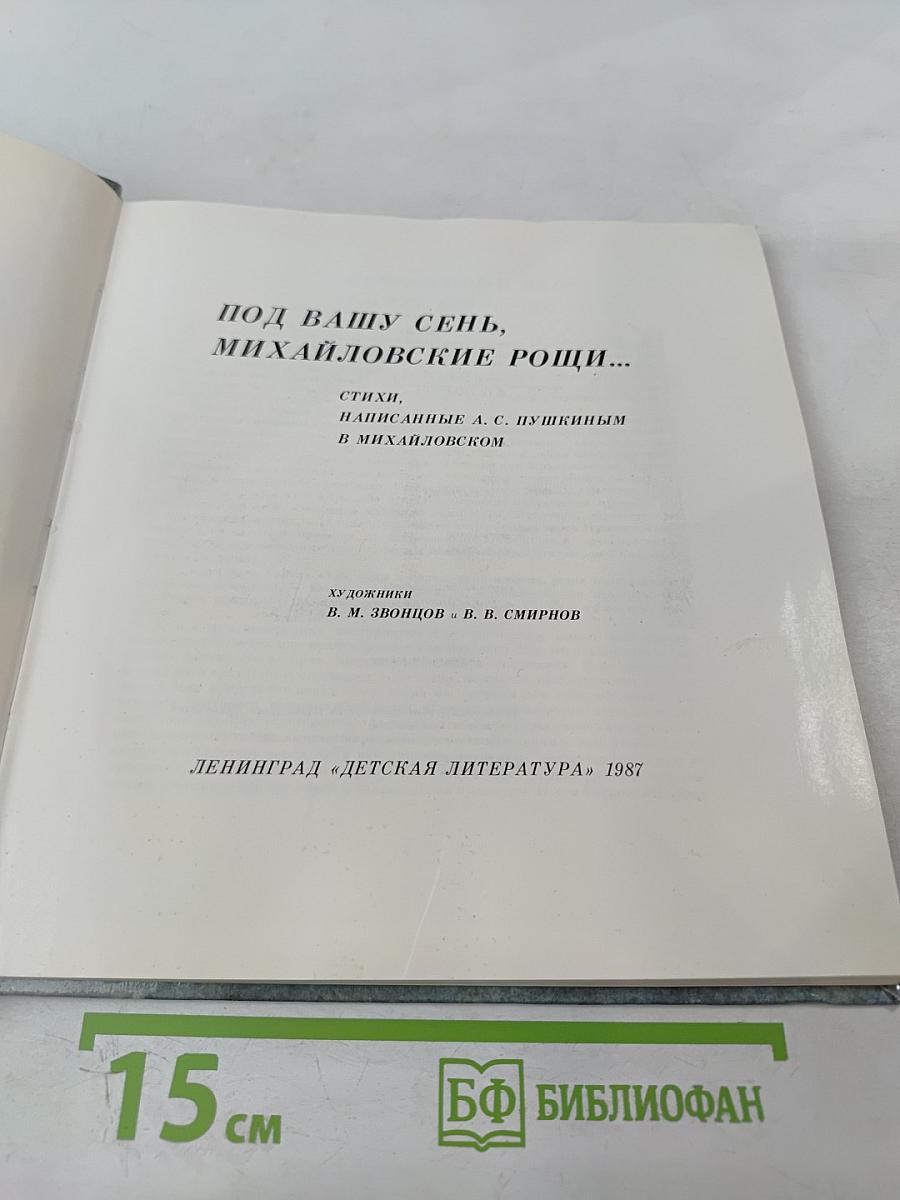 ПОД ВАШУ СЕНЬ,
МИХАЙЛОВСКИЕ РОЩИ...
СТИХИ,
НАПИСАННЫЕ А. С. ПУШКИНЫМ
В МИХАЙЛОВСКОМ
ХУДОЖНИКИ
В. М. ЗВОНЦОВ и В. В. СМИРНОВ
ЛЕНИНГРАД «ДЕТСКАЯ ЛИТЕРАТУРА» 1987
15 см
БФ БИБЛИОФАН